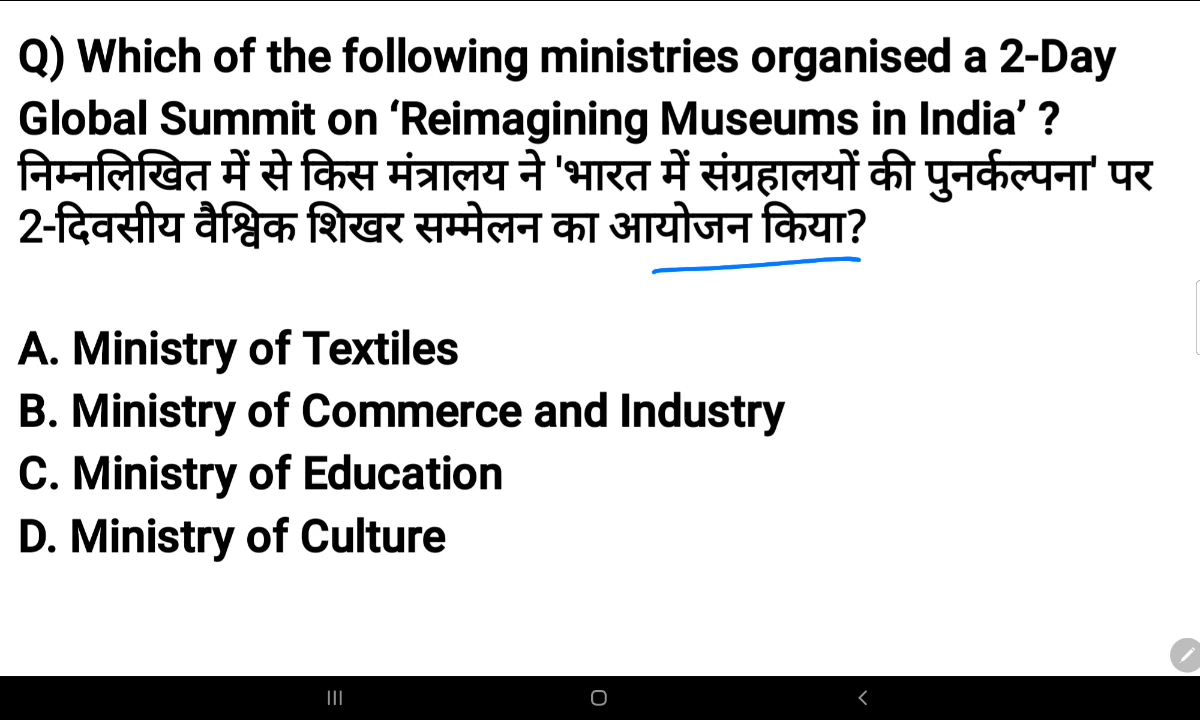 Q) Which of the following ministries organised a 2-Day
Global Summit on ‘Reimagining Museums in India’ ?
निम्नलिखित में से किस मंत्रालय ने 'भारत में संग्रहालयों की पुनर्कल्पना' पर
2-दिवसीय वैश्विक शिखर सम्मेलन का आयोजन किया?
A. Ministry of Textiles
B. Ministry of Commerce and Industry
C. Ministry of Education
D. Ministry of Culture